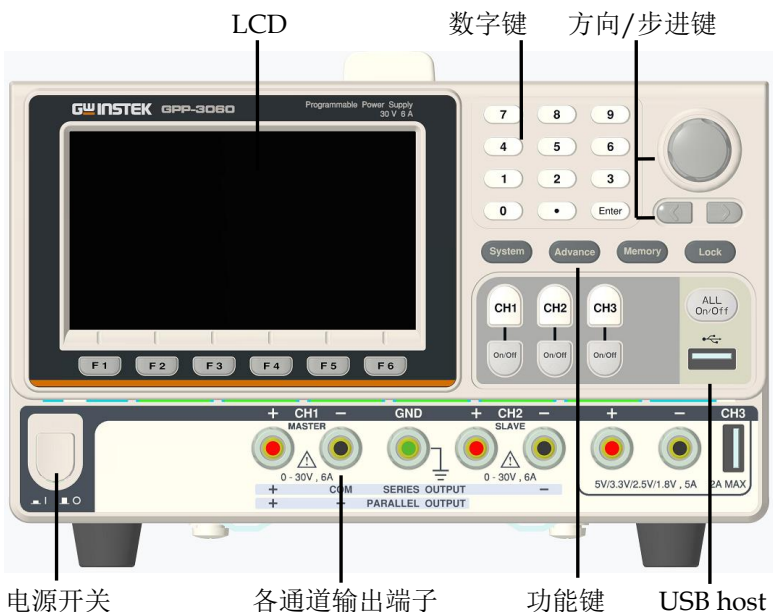 LCD 数字键 方向/步进键
GWINSTEK GPP-3060 Programmable Power Supply
30 V 6 A
7 8 9
4 5 6
1 2 3
0 • Enter
< >
System Advance Memory Lock
CH1 CH2 CH3 ALL
On/Off
On/Off On/Off On/Off
F1 F2 F3 F4 F5 F6
+ CH1 − GND + CH2 − + − CH3
MASTER SLAVE
0 - 30V , 6A 0 - 30V , 6A 5V/3.3V/2.5V/1.8V , 5A 2A MAX
+ COM SERIES OUTPUT −
+ − PARALLEL OUTPUT
I O
电源开关 各通道输出端子 功能键 USB host